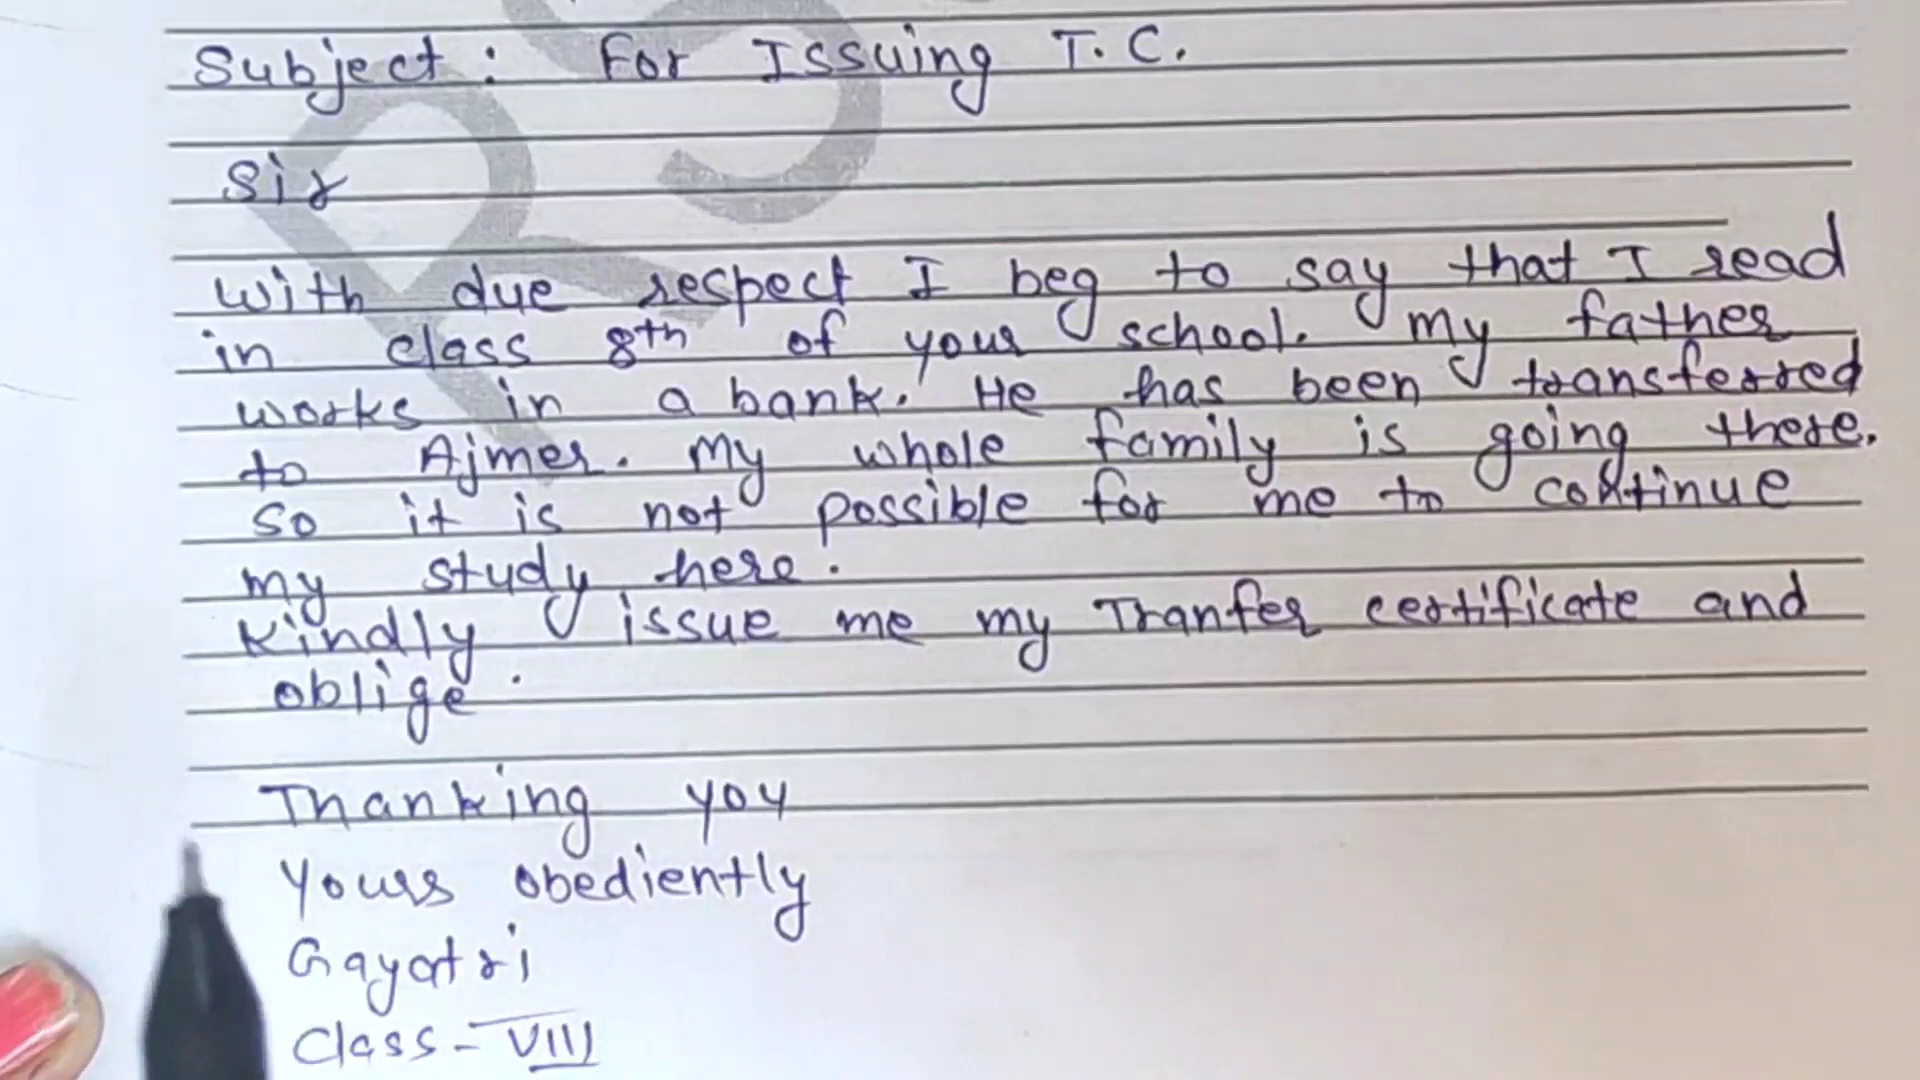 Subject : For Issuing T.C.
Sir
With due respect I beg to say that I read
in class 8th of your school. My father
works in a bank. He has been transferred
to Ajmer. My whole family is going there.
So it is not possible for me to continue
my study here.
Kindly issue me my Tranfer certificate and
oblige.
Thanking you
Yours obediently
Gayatri
Class - VIII